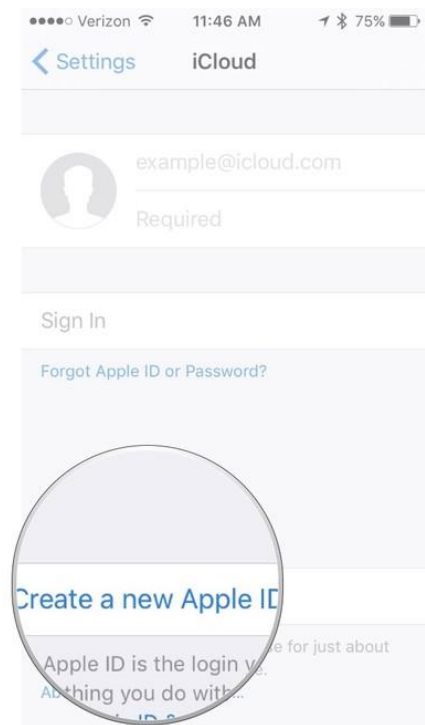 Verizon 11:46 AM 75%
Settings iCloud
example@icloud.com
Required
Sign In
Forgot Apple ID or Password?
Create a new Apple ID
Apple ID is the login
for just about
thing you do with
ID &